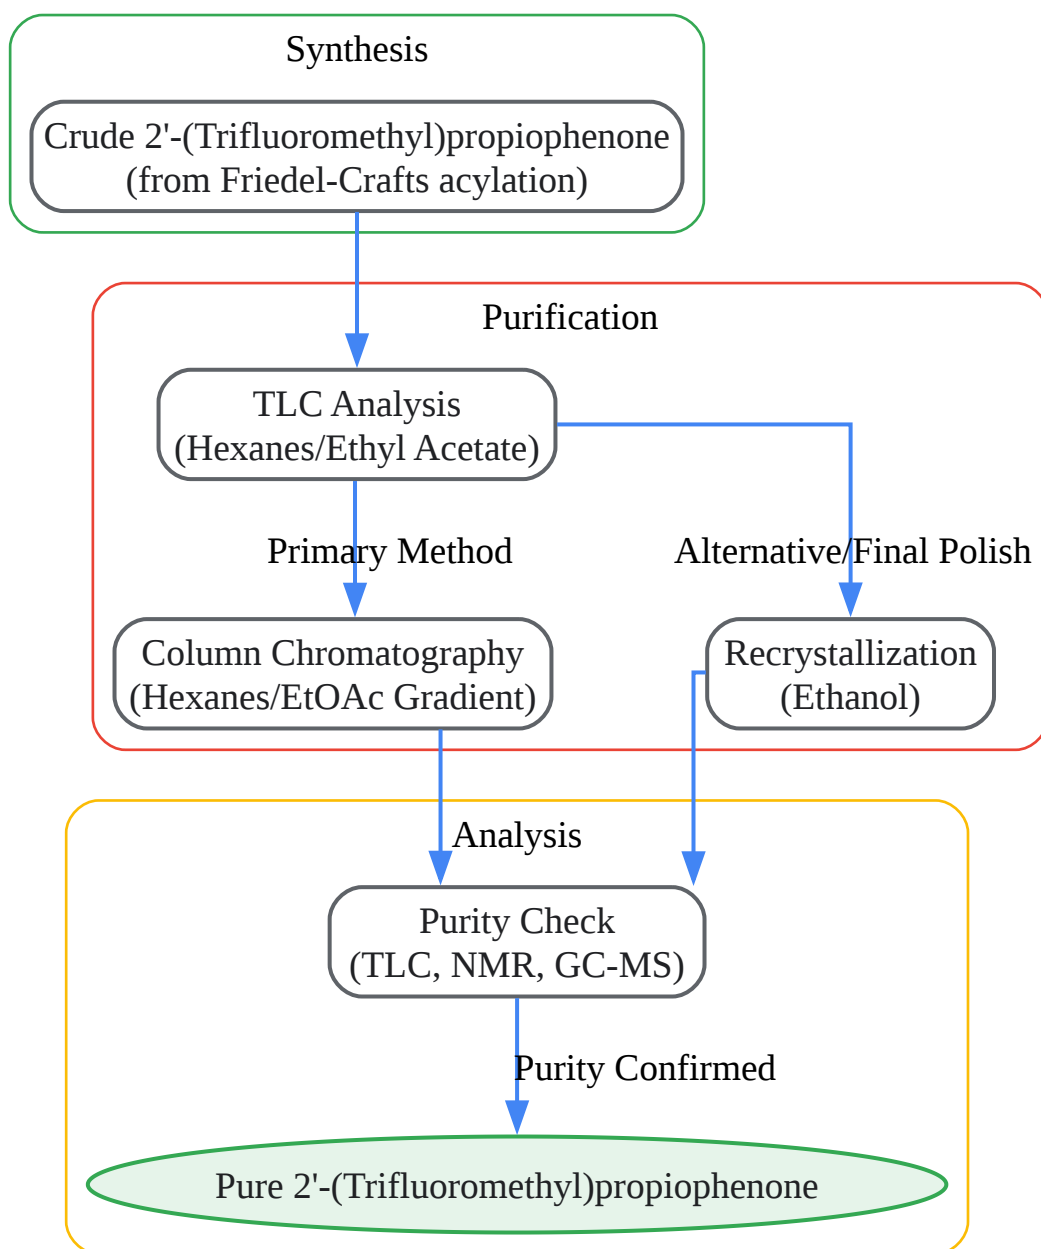 Synthesis
Crude 2'-(Trifluoromethyl)propiophenone
(from Friedel-Crafts acylation)
Purification
TLC Analysis
(Hexanes/Ethyl Acetate)
Primary Method
Alternative/Final Polish
Column Chromatography
(Hexanes/EtOAc Gradient)
Recrystallization
(Ethanol)
Analysis
Purity Check
(TLC, NMR, GC-MS)
Purity Confirmed
Pure 2'-(Trifluoromethyl)propiophenone